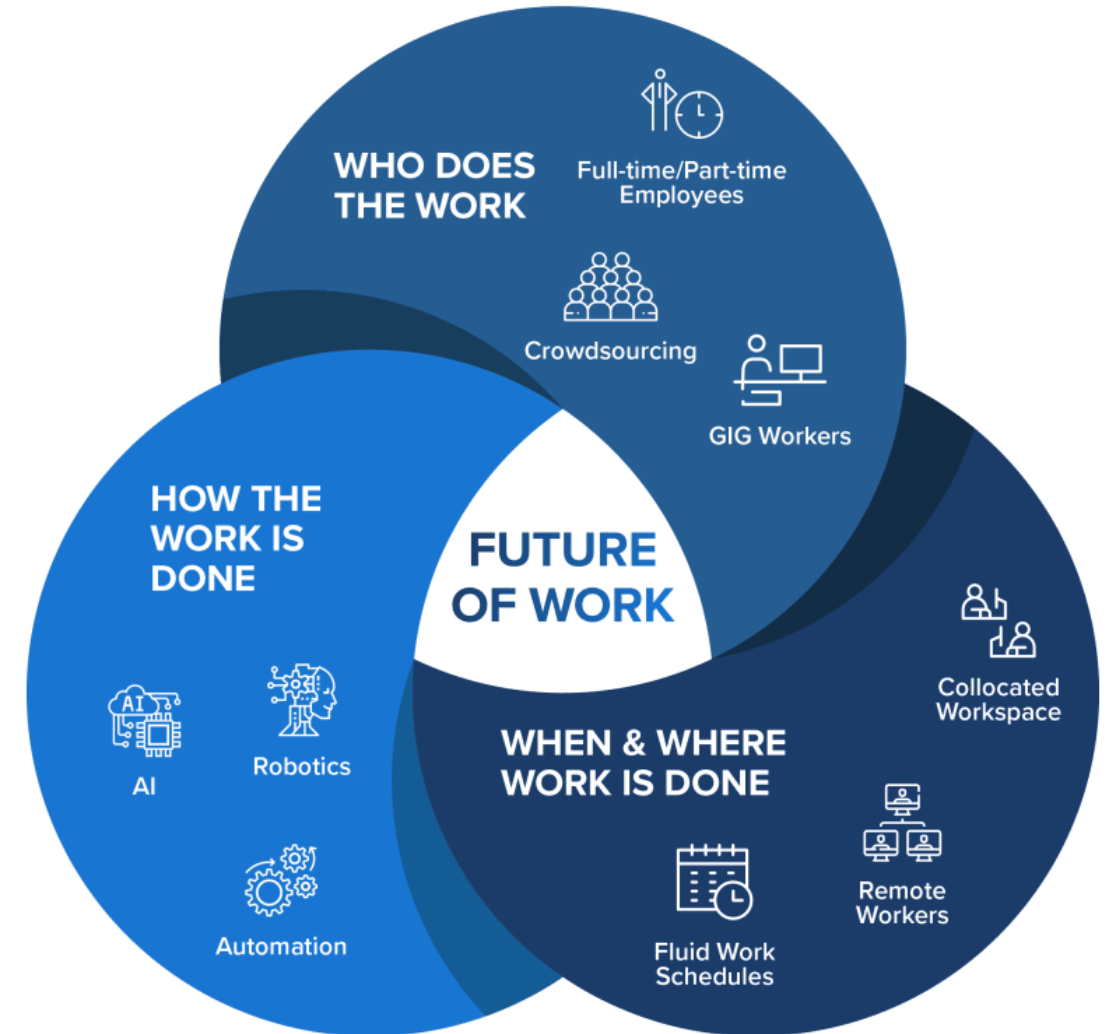 WHO DOES
THE WORK
Full-time/Part-time
Employees
Crowdsourcing
GIG Workers
HOW THE
WORK IS
DONE
AI
AI
Robotics
Automation
FUTURE
OF WORK
WHEN & WHERE
WORK IS DONE
Collocated
Workspace
Remote
Workers
Fluid Work
Schedules